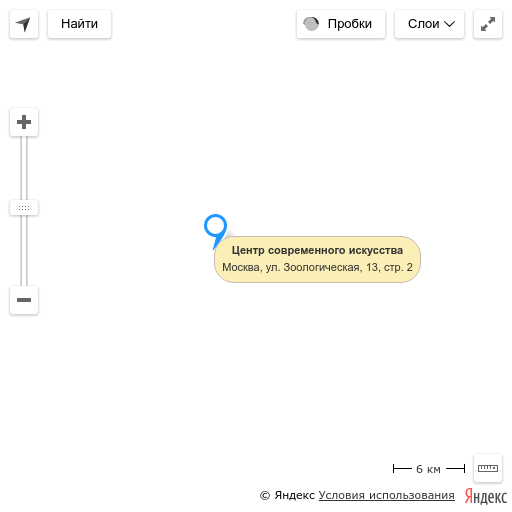 Найти
Пробки
Слои
Центр современного искусства
Москва, ул. Зоологическая, 13, стр. 2
6 км
© Яндекс Условия использования
Яндекс